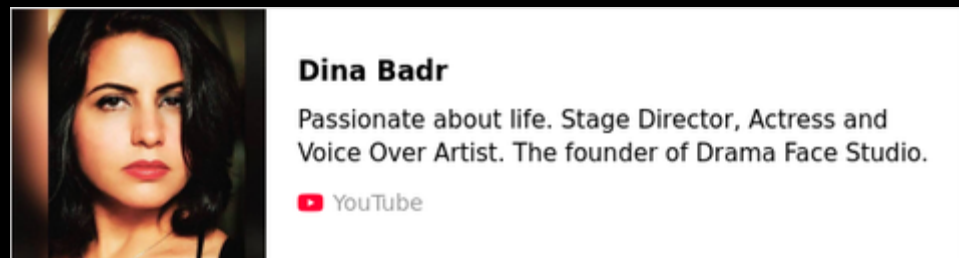 Dina Badr
Passionate about life. Stage Director, Actress and
Voice Over Artist. The founder of Drama Face Studio.
YouTube